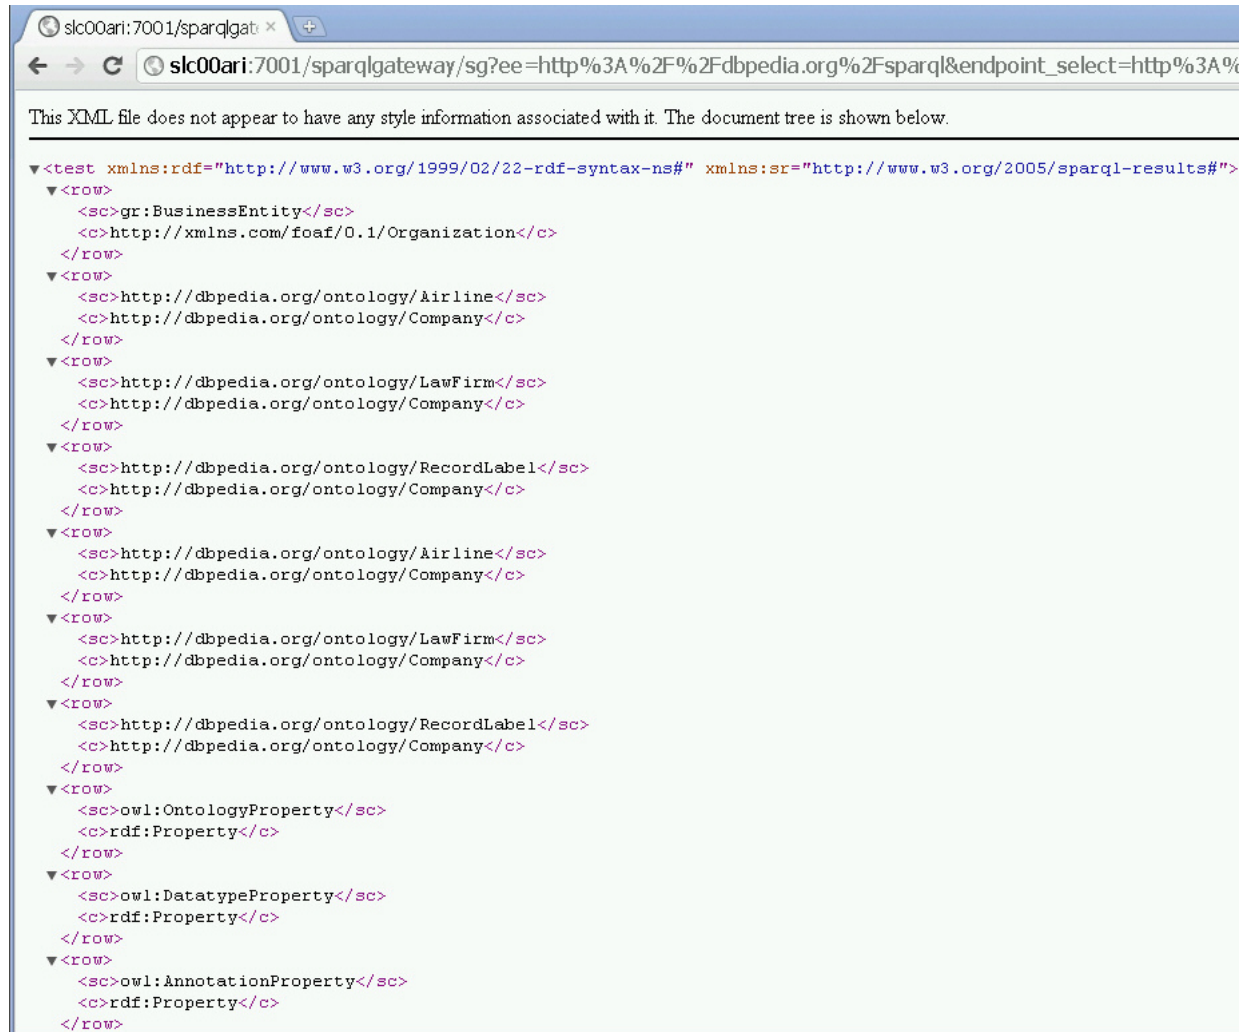 slc00ari:7001/sparqlgat
slc00ari:7001/sparqlgateway/sg?ee=http%3A%2F%2Fdbpedia.org%2Fsparql&endpoint_select=http%3A%
This XML file does not appear to have any style information associated with it. The document tree is shown below.
▼<test xmlns:rdf="http://www.w3.org/1999/02/22-rdf-syntax-ns#" xmlns:sr="http://www.w3.org/2005/sparql-results#">
▼<row>
<sc>gr:BusinessEntity</sc>
<c>http://xmlns.com/foaf/0.1/Organization</c>
</row>
▼<row>
<sc>http://dbpedia.org/ontology/Airline</sc>
<c>http://dbpedia.org/ontology/Company</c>
</row>
▼<row>
<sc>http://dbpedia.org/ontology/LawFirm</sc>
<c>http://dbpedia.org/ontology/Company</c>
</row>
▼<row>
<sc>http://dbpedia.org/ontology/RecordLabel</sc>
<c>http://dbpedia.org/ontology/Company</c>
</row>
▼<row>
<sc>http://dbpedia.org/ontology/Airline</sc>
<c>http://dbpedia.org/ontology/Company</c>
</row>
▼<row>
<sc>http://dbpedia.org/ontology/LawFirm</sc>
<c>http://dbpedia.org/ontology/Company</c>
</row>
▼<row>
<sc>http://dbpedia.org/ontology/RecordLabel</sc>
<c>http://dbpedia.org/ontology/Company</c>
</row>
▼<row>
<sc>owl:OntologyProperty</sc>
<c>rdf:Property</c>
</row>
▼<row>
<sc>owl:DatatypeProperty</sc>
<c>rdf:Property</c>
</row>
▼<row>
<sc>owl:AnnotationProperty</sc>
<c>rdf:Property</c>
</row>